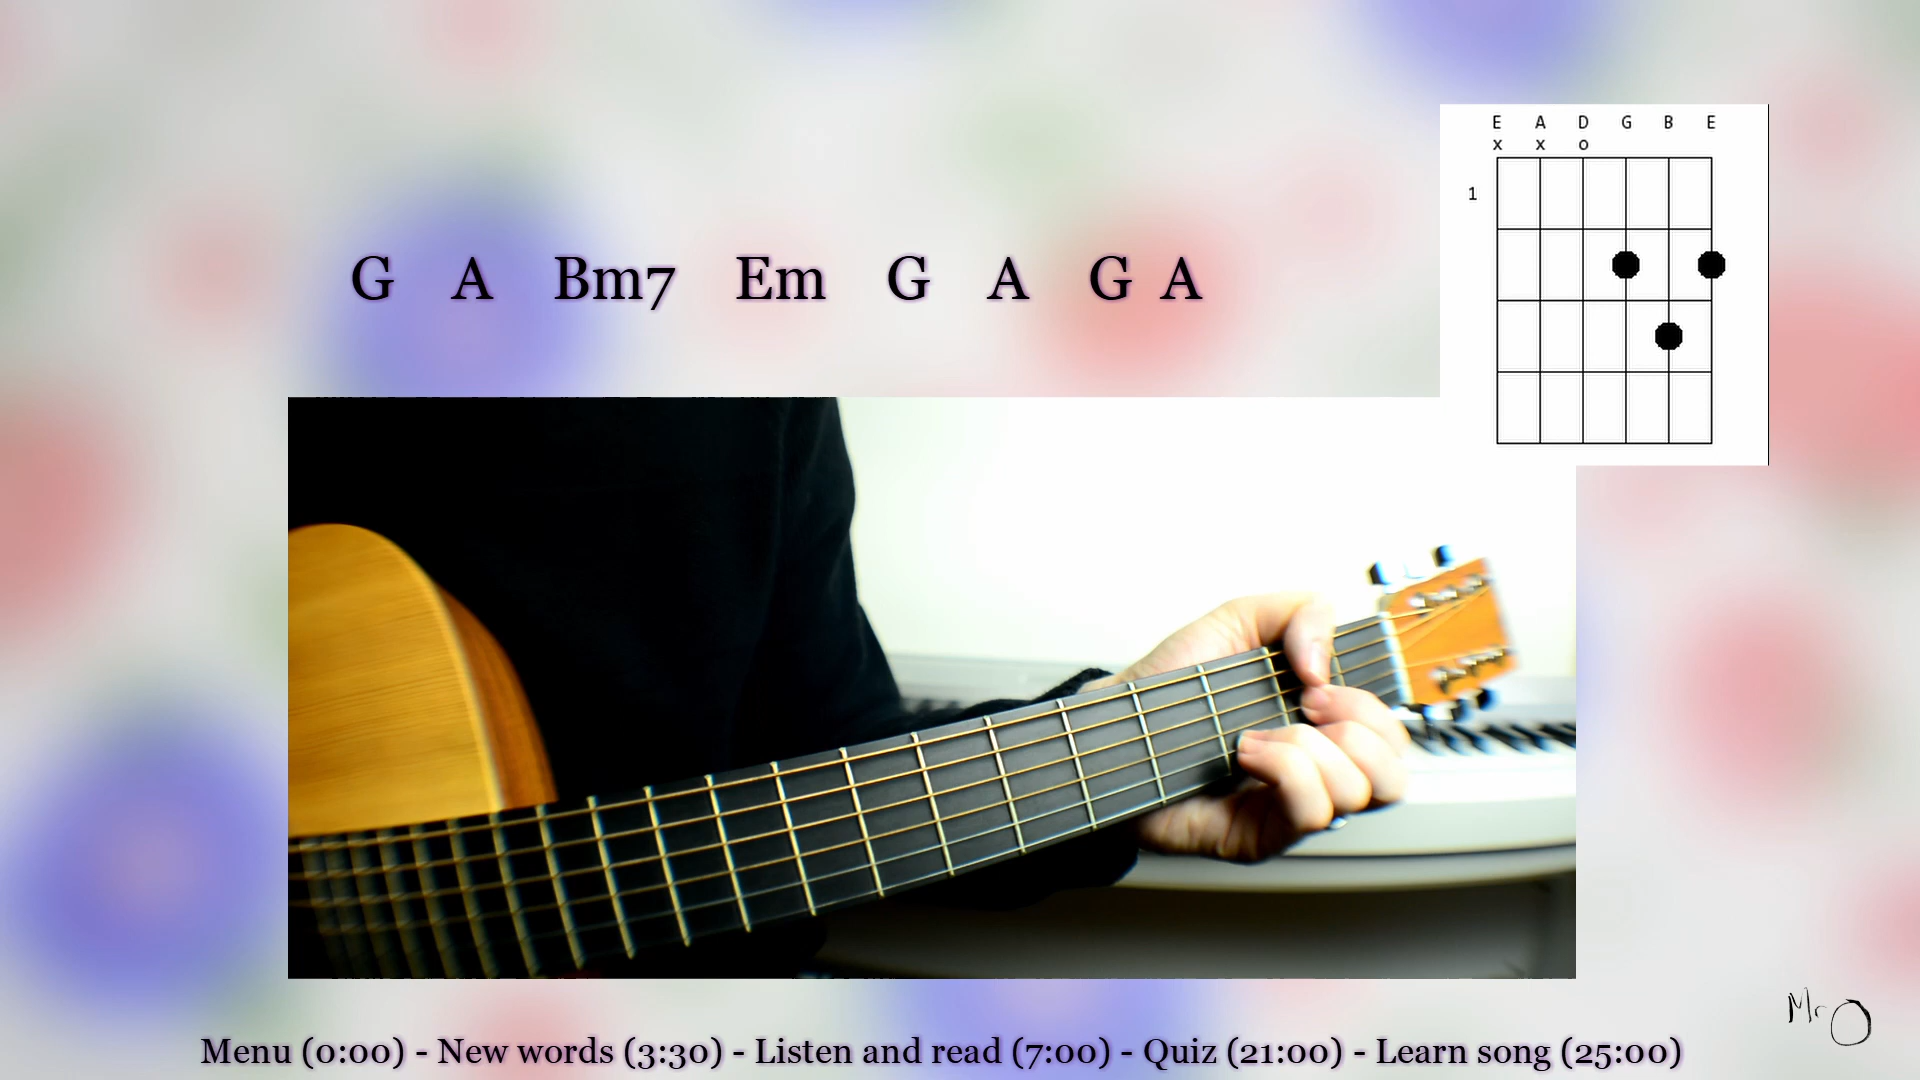 E A D G B E
x x o
1
G A Bm7 Em G A G A
Mr O
Menu (0:00) - New words (3:30) - Listen and read (7:00) - Quiz (21:00) - Learn song (25:00)